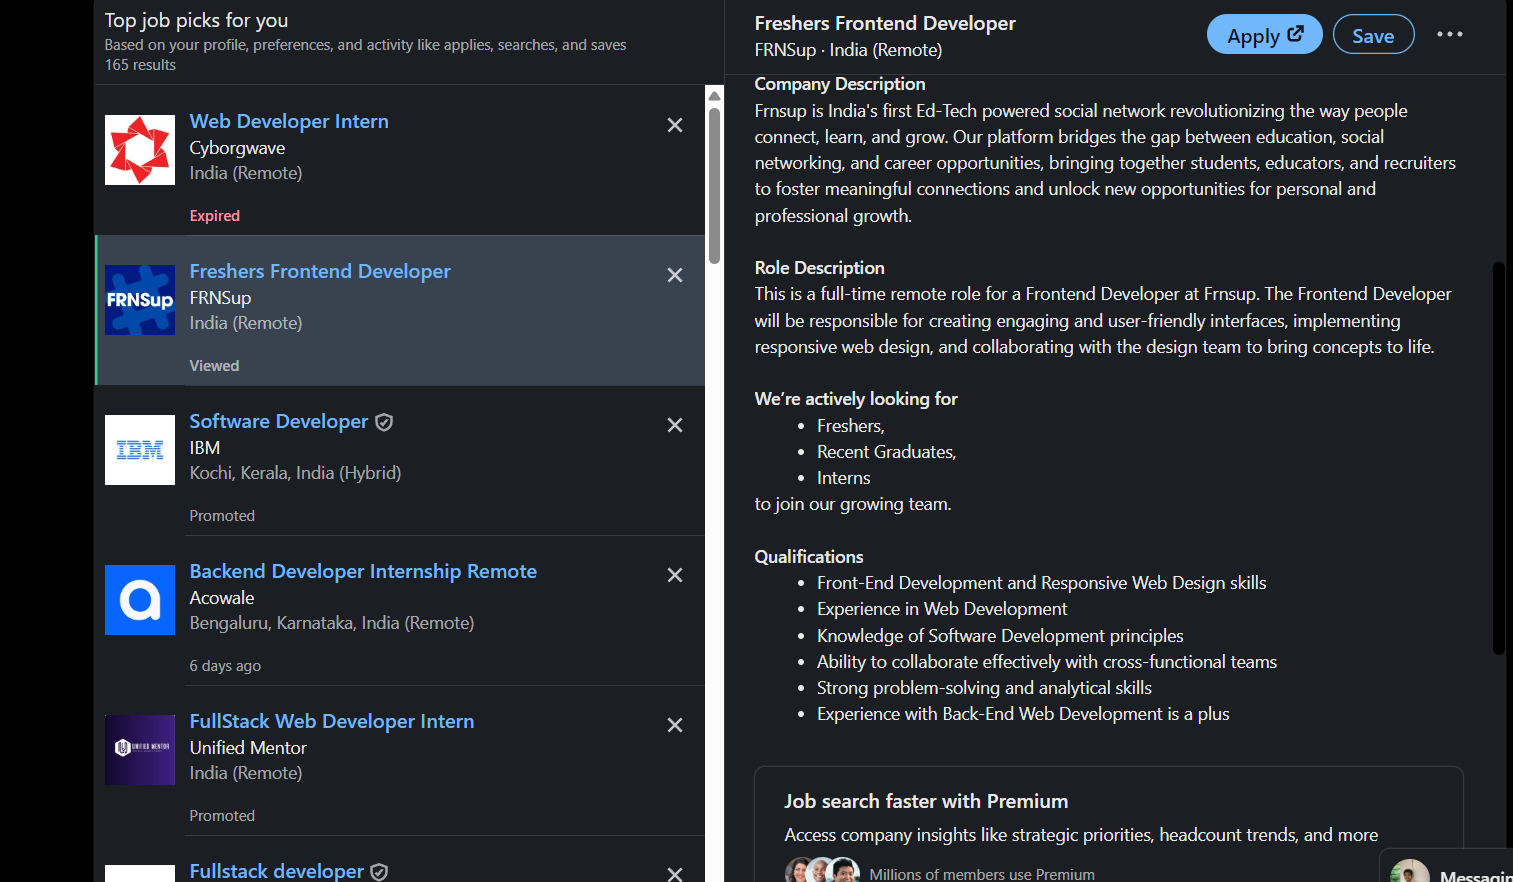 Top job picks for you
Based on your profile, preferences, and activity like applies, searches, and saves
165 results
Web Developer Intern
Cyborgwave
India (Remote)
Expired
FRNSup
Freshers Frontend Developer
FRNSup
India (Remote)
Viewed
IBM
Software Developer
IBM
Kochi, Kerala, India (Hybrid)
Promoted
a
Backend Developer Internship Remote
Acowale
Bengaluru, Karnataka, India (Remote)
6 days ago
UNIFIED MENTOR
FullStack Web Developer Intern
Unified Mentor
India (Remote)
Promoted
Fullstack developer
Freshers Frontend Developer
FRNSup · India (Remote)
Apply
Save
Company Description
Frnsup is India's first Ed-Tech powered social network revolutionizing the way people
connect, learn, and grow. Our platform bridges the gap between education, social
networking, and career opportunities, bringing together students, educators, and recruiters
to foster meaningful connections and unlock new opportunities for personal and
professional growth.
Role Description
This is a full-time remote role for a Frontend Developer at Frnsup. The Frontend Developer
will be responsible for creating engaging and user-friendly interfaces, implementing
responsive web design, and collaborating with the design team to bring concepts to life.
We’re actively looking for
• Freshers,
• Recent Graduates,
• Interns
to join our growing team.
Qualifications
• Front-End Development and Responsive Web Design skills
• Experience in Web Development
• Knowledge of Software Development principles
• Ability to collaborate effectively with cross-functional teams
• Strong problem-solving and analytical skills
• Experience with Back-End Web Development is a plus
Job search faster with Premium
Access company insights like strategic priorities, headcount trends, and more
Millions of members use Premium
Messagin